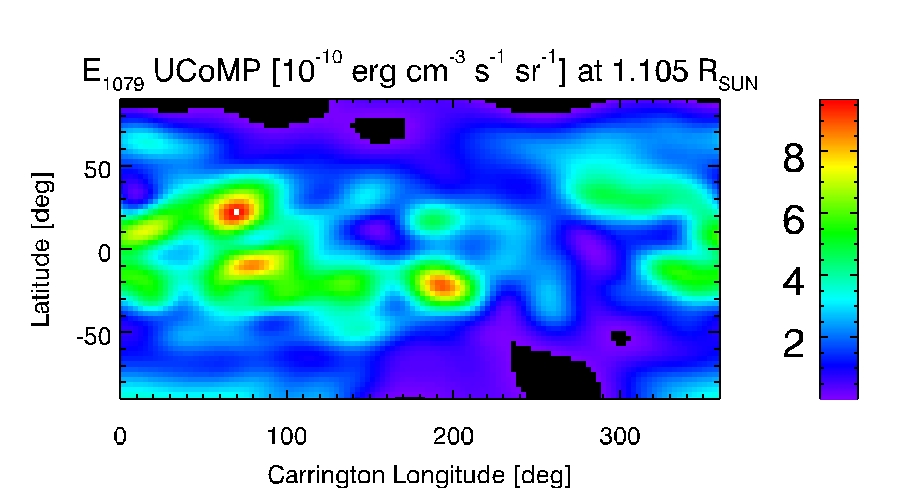 E1079 UCoMP [10^-10 erg cm^-3 s^-1 sr^-1] at 1.105 RSUN
50
0
-50
Latitude [deg]
0 100 200 300
Carrington Longitude [deg]
8
6
4
2